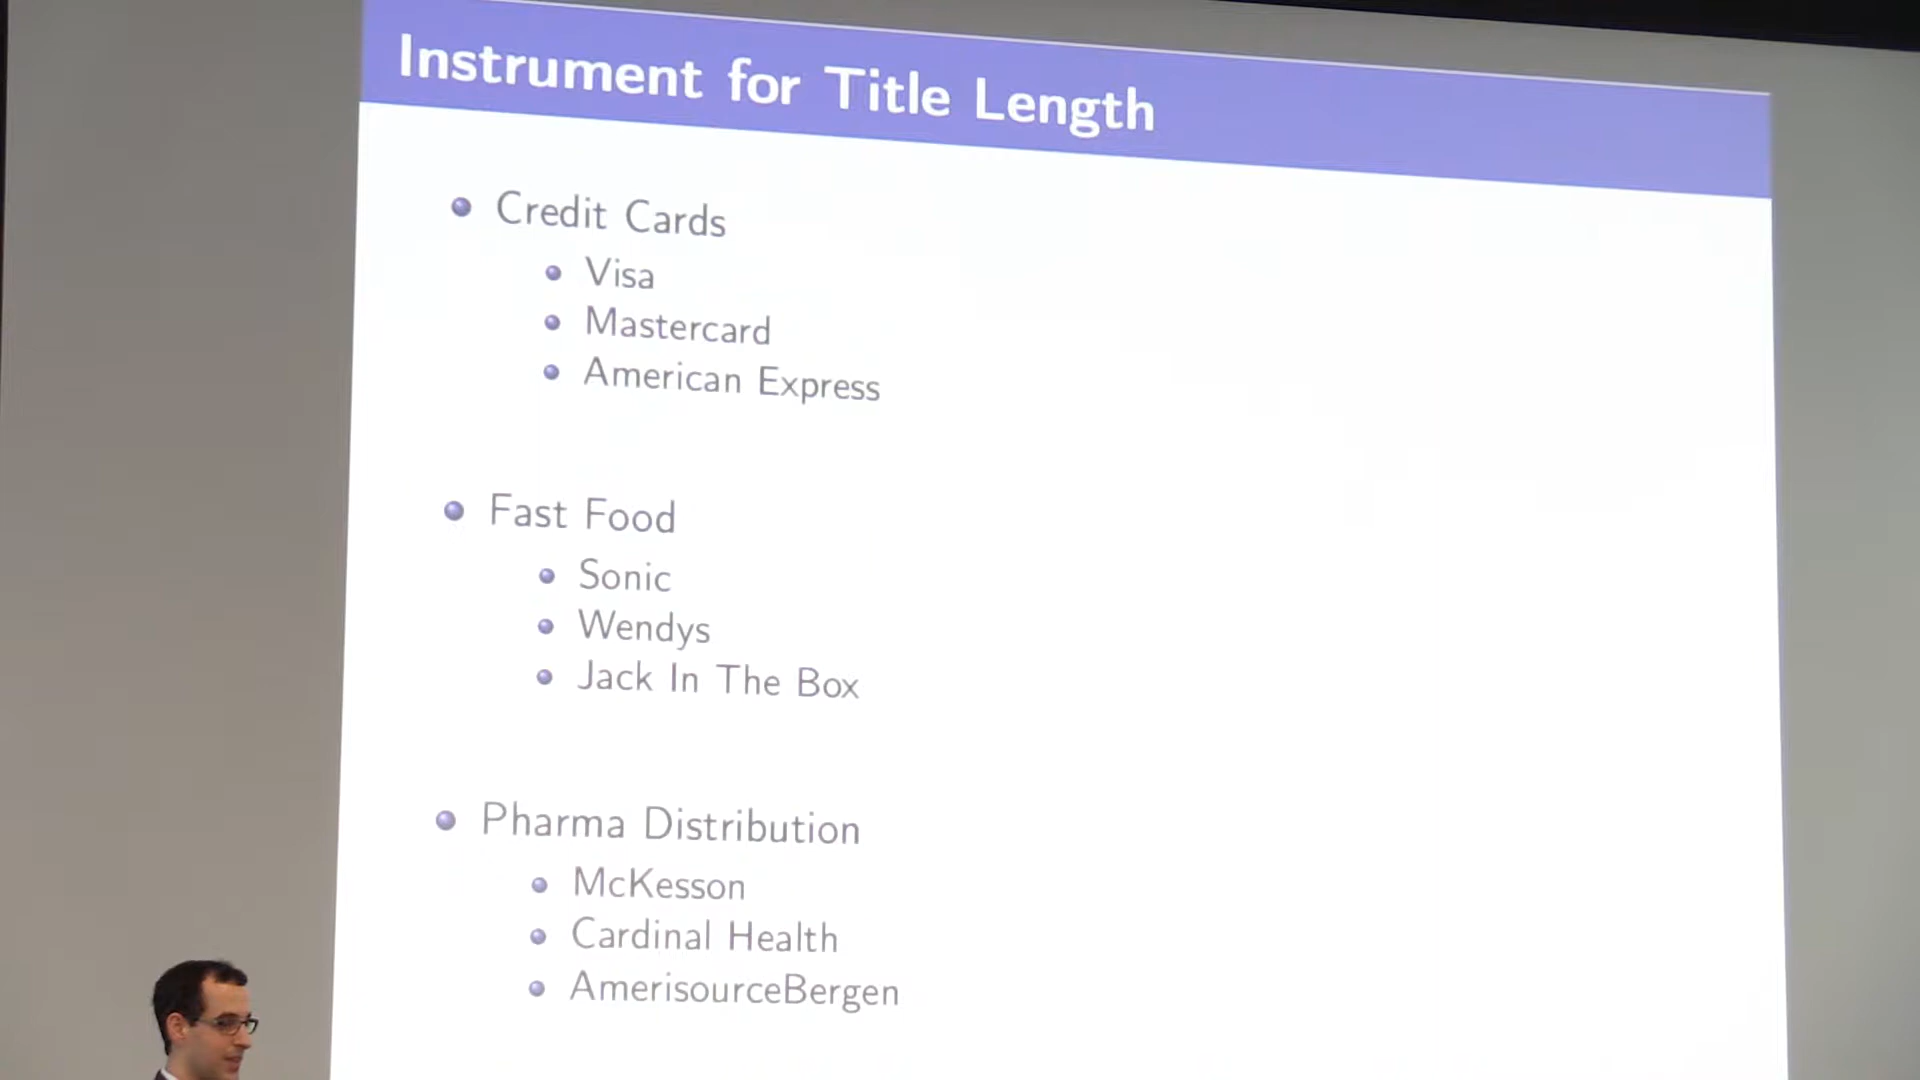 Instrument for Title Length
Credit Cards
Visa
Mastercard
American Express
Fast Food
Sonic
Wendys
Jack In The Box
Pharma Distribution
McKesson
Cardinal Health
AmerisourceBergen